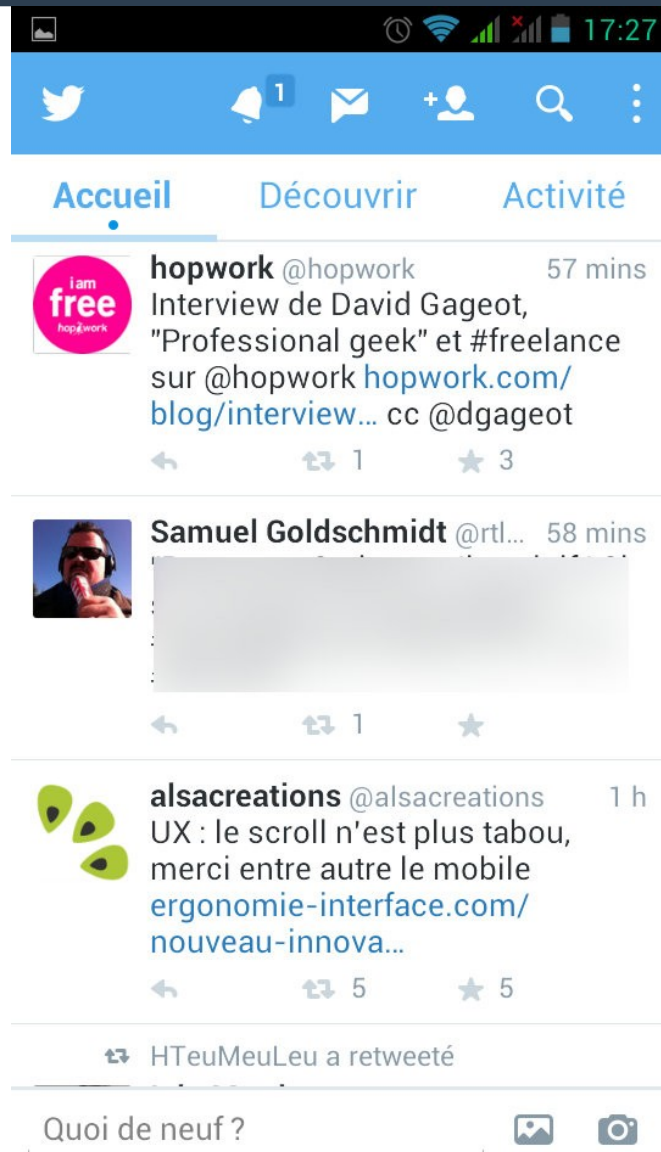 17:27
1
Accueil Découvrir Activité
i am
free
hopwork
hopwork @hopwork 57 mins
Interview de David Gageot,
"Professional geek" et #freelance
sur @hopwork hopwork.com/
blog/interview… cc @dgageot
1 3
Samuel Goldschmidt @rtl… 58 mins
1
alsacreations @alsacreations 1 h
UX : le scroll n'est plus tabou,
merci entre autre le mobile
ergonomie-interface.com/
nouveau-innova…
5 5
HTeuMeuLeu a retweeté
Quoi de neuf ?